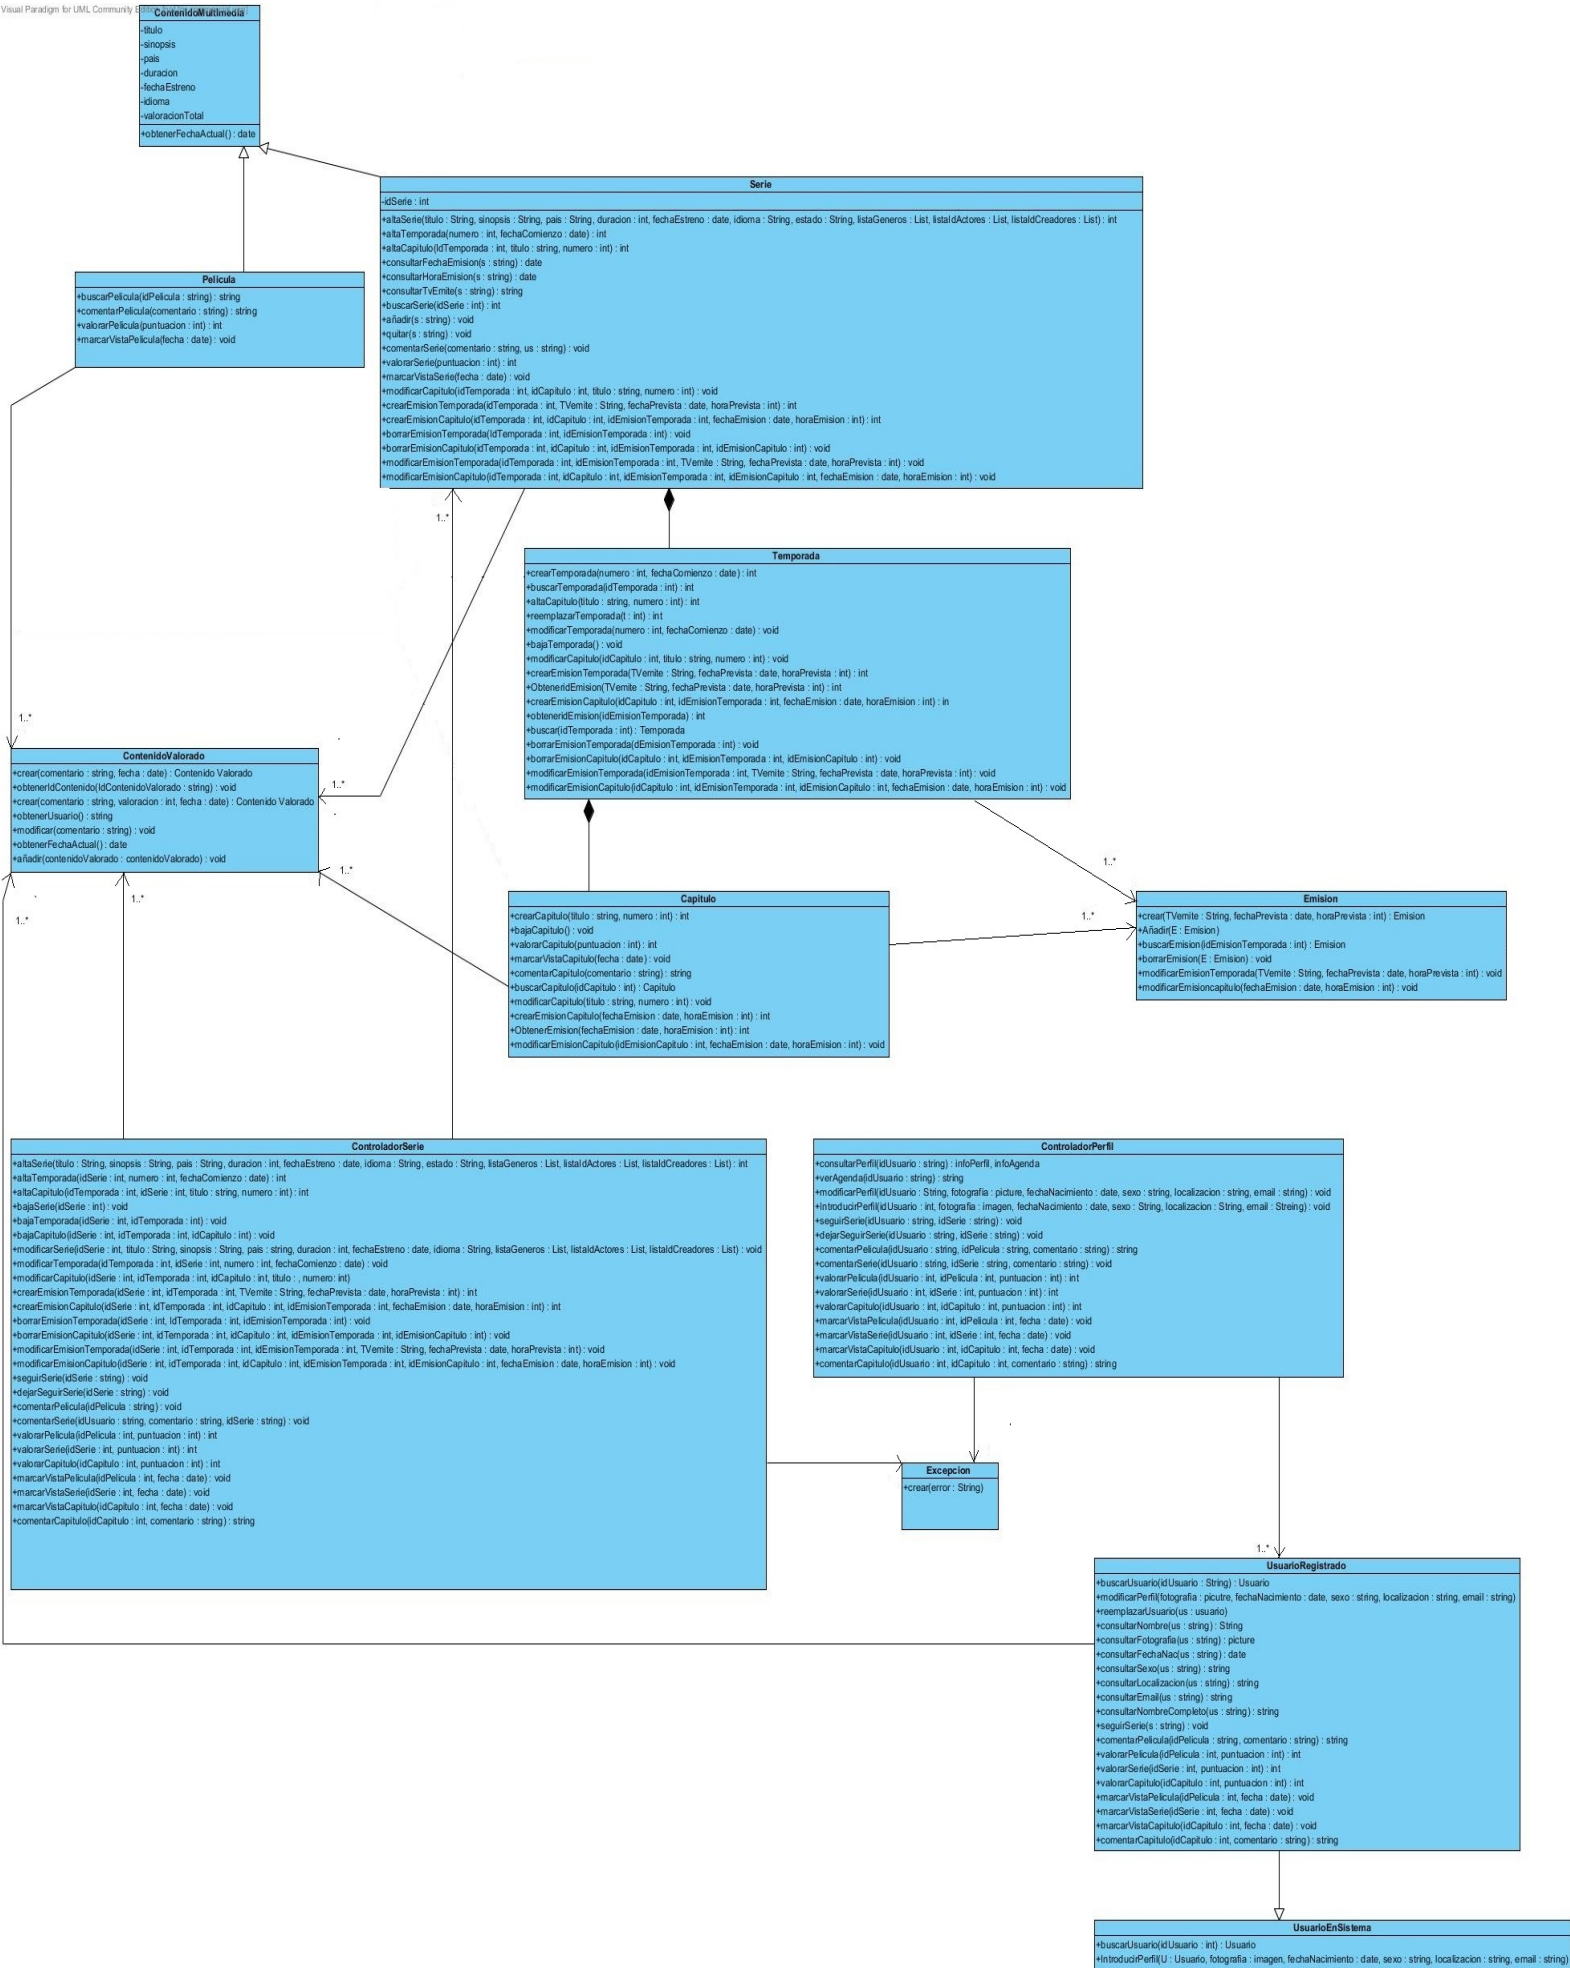 Visual Paradigm for UML Community
ContenidoMultimedia
-titulo
-sinopsis
-pais
-duracion
-fechaEstreno
-idioma
-valoracionTotal
+obtenerFechaActual() : date
Serie
-idSerie : int
+altaSerie(titulo : String, sinopsis : String, pais : String, duracion : int, fechaEstreno : date, idioma : String, estado : String, listaGeneros : List, listaIdActores : List, listaIdCreadores : List) : int
+altaTemporada(numero : int, fechaComienzo : date) : int
+altaCapitulo(IdTemporada : int, titulo : string, numero : int) : int
+consultarFechaEmision(s : string) : date
+consultarHoraEmision(s : string) : date
+consultarTvEmite(s : string) : string
+buscarSerie(idSerie : int) : int
+añadir(s : string) : void
+quitar(s : string) : void
+comentarSerie(comentario : string, us : string) : void
+valorarSerie(puntuacion : int) : int
+marcarVistaSerie(fecha : date) : void
+modificarCapitulo(idTemporada : int, idCapitulo : int, titulo : string, numero : int) : void
+crearEmisionTemporada(idTemporada : int, TVemite : String, fechaPrevista : date, horaPrevista : int) : int
+crearEmisionCapitulo(idTemporada : int, idCapitulo : int, idEmisionTemporada : int, fechaEmision : date, horaEmision : int) : int
+borrarEmisionTemporada(IdTemporada : int, idEmisionTemporada : int) : void
+borrarEmisionCapitulo(idTemporada : int, idCapitulo : int, idEmisionTemporada : int, idEmisionCapitulo : int) : void
+modificarEmisionTemporada(idTemporada : int, idEmisionTemporada : int, TVemite : String, fechaPrevista : date, horaPrevista : int) : void
+modificarEmisionCapitulo(idTemporada : int, idCapitulo : int, idEmisionTemporada : int, idEmisionCapitulo : int, fechaEmision : date, horaEmision : int) : void
Pelicula
+buscarPelicula(idPelicula : string) : string
+comentarPelicula(comentario : string) : string
+valorarPelicula(puntuacion : int) : int
+marcarVistaPelicula(fecha : date) : void
1..*
Temporada
+crearTemporada(numero : int, fechaComienzo : date) : int
+buscarTemporada(idTemporada : int) : int
+altaCapitulo(titulo : string, numero : int) : int
+reemplazarTemporada(t : int) : int
+modificarTemporada(numero : int, fechaComienzo : date) : void
+bajaTemporada() : void
+modificarCapitulo(idCapitulo : int, titulo : string, numero : int) : void
+crearEmisionTemporada(TVemite : String, fechaPrevista : date, horaPrevista : int) : int
+ObteneridEmision(TVemite : String, fechaPrevista : date, horaPrevista : int) : int
+crearEmisionCapitulo(idCapitulo : int, idEmisionTemporada : int, fechaEmision : date, horaEmision : int) : in
+obteneridEmision(idEmisionTemporada) : int
+buscar(idTemporada : int) : Temporada
+borrarEmisionTemporada(dEmisionTemporada : int) : void
+borrarEmisionCapitulo(idCapitulo : int, idEmisionTemporada : int, idEmisionCapitulo : int) : void
+modificarEmisionTemporada(idEmisionTemporada : int, TVemite : String, fechaPrevista : date, horaPrevista : int) : void
+modificarEmisionCapitulo(idCapitulo : int, idEmisionTemporada : int, idEmisionCapitulo : int, fechaEmision : date, horaEmision : int) : void
1..*
ContenidoValorado
+crear(comentario : string, fecha : date) : Contenido Valorado
+obtenerIdContenido(IdContenidoValorado : string) : void
+crear(comentario : string, valoracion : int, fecha : date) : Contenido Valorado
+obtenerUsuario() : string
+modificar(comentario : string) : void
+obtenerFechaActual() : date
+añadir(contenidoValorado : contenidoValorado) : void
1..*
1..*
1..*
1..*
1..*
1..*
Capitulo
+crearCapitulo(titulo : string, numero : int) : int
+bajaCapitulo() : void
+valorarCapitulo(puntuacion : int) : int
+marcarVistaCapitulo(fecha : date) : void
+comentarCapitulo(comentario : string) : string
+buscarCapitulo(idCapitulo : int) : Capitulo
+modificarCapitulo(titulo : string, numero : int) : void
+crearEmisionCapitulo(fechaEmision : date, horaEmision : int) : int
+ObtenerEmision(fechaEmision : date, horaEmision : int) : int
+modificarEmisionCapitulo(idEmisionCapitulo : int, fechaEmision : date, horaEmision : int) : void
Emision
+crear(TVemite : String, fechaPrevista : date, horaPrevista : int) : Emision
+Añadir(E : Emision)
+buscarEmision(idEmisionTemporada : int) : Emision
+borrarEmision(E : Emision) : void
+modificarEmisionTemporada(TVemite : String, fechaPrevista : date, horaPrevista : int) : void
+modificarEmisioncapitulo(fechaEmision : date, horaEmision : int) : void
ControladorSerie
+altaSerie(titulo : String, sinopsis : String, pais : String, duracion : int, fechaEstreno : date, idioma : String, estado : String, listaGeneros : List, listaIdActores : List, listaIdCreadores : List) : int
+altaTemporada(idSerie : int, numero : int, fechaComienzo : date) : int
+altaCapitulo(idTemporada : int, idSerie : int, titulo : string, numero : int) : int
+bajaSerie(idSerie : int) : void
+bajaTemporada(idSerie : int, idTemporada : int) : void
+bajaCapitulo(idSerie : int, idTemporada : int, idCapitulo : int) : void
+modificarSerie(idSerie : int, titulo : String, sinopsis : String, pais : string, duracion : int, fechaEstreno : date, idioma : String, listaGeneros : List, listaIdActores : List, listaIdCreadores : List) : void
+modificarTemporada(idTemporada : int, idSerie : int, numero : int, fechaComienzo : date) : void
+modificarCapitulo(idSerie : int, idTemporada : int, idCapitulo : int, titulo : , numero: int)
+crearEmisionTemporada(idSerie : int, idTemporada : int, TVemite : String, fechaPrevista : date, horaPrevista : int) : int
+crearEmisionCapitulo(idSerie : int, idTemporada : int, idCapitulo : int, idEmisionTemporada : int, fechaEmision : date, horaEmision : int) : int
+borrarEmisionTemporada(idSerie : int, IdTemporada : int, idEmisionTemporada : int) : void
+borrarEmisionCapitulo(idSerie : int, idTemporada : int, idCapitulo : int, idEmisionTemporada : int, idEmisionCapitulo : int) : void
+modificarEmisionTemporada(idSerie : int, idTemporada : int, idEmisionTemporada : int, TVemite : String, fechaPrevista : date, horaPrevista : int) : void
+modificarEmisionCapitulo(idSerie : int, idTemporada : int, idCapitulo : int, idEmisionTemporada : int, idEmisionCapitulo : int, fechaEmision : date, horaEmision : int) : void
+seguirSerie(idSerie : string) : void
+dejarSeguirSerie(idSerie : string) : void
+comentarPelicula(idPelicula : string) : void
+comentarSerie(idUsuario : string, comentario : string, idSerie : string) : void
+valorarPelicula(idPelicula : int, puntuacion : int) : int
+valorarSerie(idSerie : int, puntuacion : int) : int
+valorarCapitulo(idCapitulo : int, puntuacion : int) : int
+marcarVistaPelicula(idPelicula : int, fecha : date) : void
+marcarVistaSerie(idSerie : int, fecha : date) : void
+marcarVistaCapitulo(idCapitulo : int, fecha : date) : void
+comentarCapitulo(idCapitulo : int, comentario : string) : string
ControladorPerfil
+consultarPerfil(idUsuario : string) : infoPerfil, infoAgenda
+verAgenda(idUsuario : string) : string
+modificarPerfil(idUsuario : String, fotografia : picture, fechaNacimiento : date, sexo : string, localizacion : string, email : string) : void
+IntroducirPerfil(idUsuario : int, fotografia : imagen, fechaNacimiento : date, sexo : String, localizacion : String, email : Streing) : void
+seguirSerie(idUsuario : string, idSerie : string) : void
+dejarSeguirSerie(idUsuario : string, idSerie : string) : void
+comentarPelicula(idUsuario : string, idPelicula : string, comentario : string) : string
+comentarSerie(idUsuario : string, idSerie : string, comentario : string) : void
+valorarPelicula(idUsuario : int, idPelicula : int, puntuacion : int) : int
+valorarSerie(idUsuario : int, idSerie : int, puntuacion : int) : int
+valorarCapitulo(idUsuario : int, idCapitulo : int, puntuacion : int) : int
+marcarVistaPelicula(idUsuario : int, idPelicula : int, fecha : date) : void
+marcarVistaSerie(idUsuario : int, idSerie : int, fecha : date) : void
+marcarVistaCapitulo(idUsuario : int, idCapitulo : int, fecha : date) : void
+comentarCapitulo(idUsuario : int, idCapitulo : int, comentario : string) : string
Excepcion
+crear(error : String)
1..*
UsuarioRegistrado
+buscarUsuario(idUsuario : String) : Usuario
+modificarPerfil(fotografia : picutre, fechaNacimiento : date, sexo : string, localizacion : string, email : string)
+reemplazarUsuario(us : usuario)
+consultarNombre(us : string) : String
+consultarFotografia(us : string) : picture
+consultarFechaNac(us : string) : date
+consultarSexo(us : string) : string
+consultarLocalizacion(us : string) : string
+consultarEmail(us : string) : string
+consultarNombreCompleto(us : string) : string
+seguirSerie(s : string) : void
+comentarPelicula(idPelicula : string, comentario : string) : string
+valorarPelicula(idPelicula : int, puntuacion : int) : int
+valorarSerie(idSerie : int, puntuacion : int) : int
+valorarCapitulo(idCapitulo : int, puntuacion : int) : int
+marcarVistaPelicula(idPelicula : int, fecha : date) : void
+marcarVistaSerie(idSerie : int, fecha : date) : void
+marcarVistaCapitulo(idCapitulo : int, fecha : date) : void
+comentarCapitulo(idCapitulo : int, comentario : string) : string
UsuarioEnSistema
+buscarUsuario(idUsuario : int) : Usuario
+IntroducirPerfil(U : Usuario, fotografia : imagen, fechaNacimiento : date, sexo : string, localizacion : string, email : string)